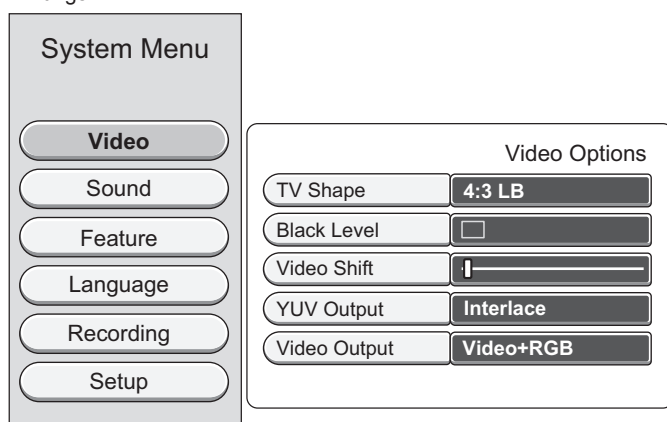 System Menu
Video
Sound
Feature
Language
Recording
Setup
Video Options
TV Shape 4:3 LB
Black Level
Video Shift
YUV Output Interlace
Video Output Video+RGB